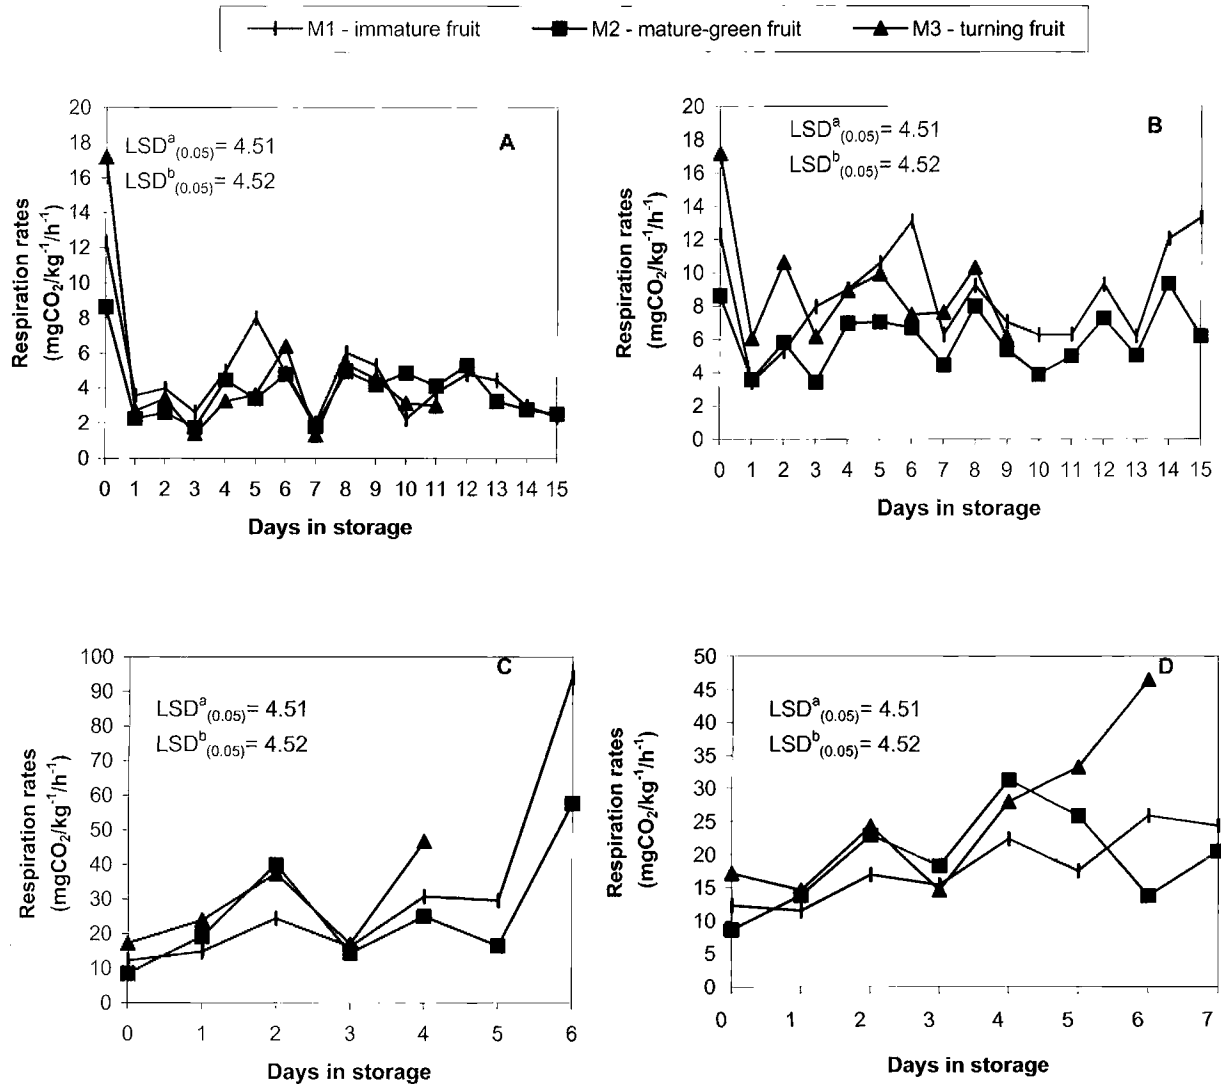 M1 - immature fruit M2 - mature-green fruit M3 - turning fruit
A
LSDᵃ(0.05)= 4.51
LSDᵇ(0.05)= 4.52
Respiration rates
(mgCO₂/kg⁻¹/h⁻¹)
20
18
16
14
12
10
8
6
4
2
0
0 1 2 3 4 5 6 7 8 9 10 11 12 13 14 15
Days in storage
B
LSDᵃ(0.05)= 4.51
LSDᵇ(0.05)= 4.52
Respiration rates
(mgCO₂/kg⁻¹/h⁻¹)
20
18
16
14
12
10
8
6
4
2
0
0 1 2 3 4 5 6 7 8 9 10 11 12 13 14 15
Days in storage
C
LSDᵃ(0.05)= 4.51
LSDᵇ(0.05)= 4.52
Respiration rates
(mgCO₂/kg⁻¹/h⁻¹)
100
90
80
70
60
50
40
30
20
10
0
0 1 2 3 4 5 6
Days in storage
D
LSDᵃ(0.05)= 4.51
LSDᵇ(0.05)= 4.52
Respiration rates
(mgCO₂/kg⁻¹/h⁻¹)
50
45
40
35
30
25
20
15
10
5
0
0 1 2 3 4 5 6 7
Days in storage